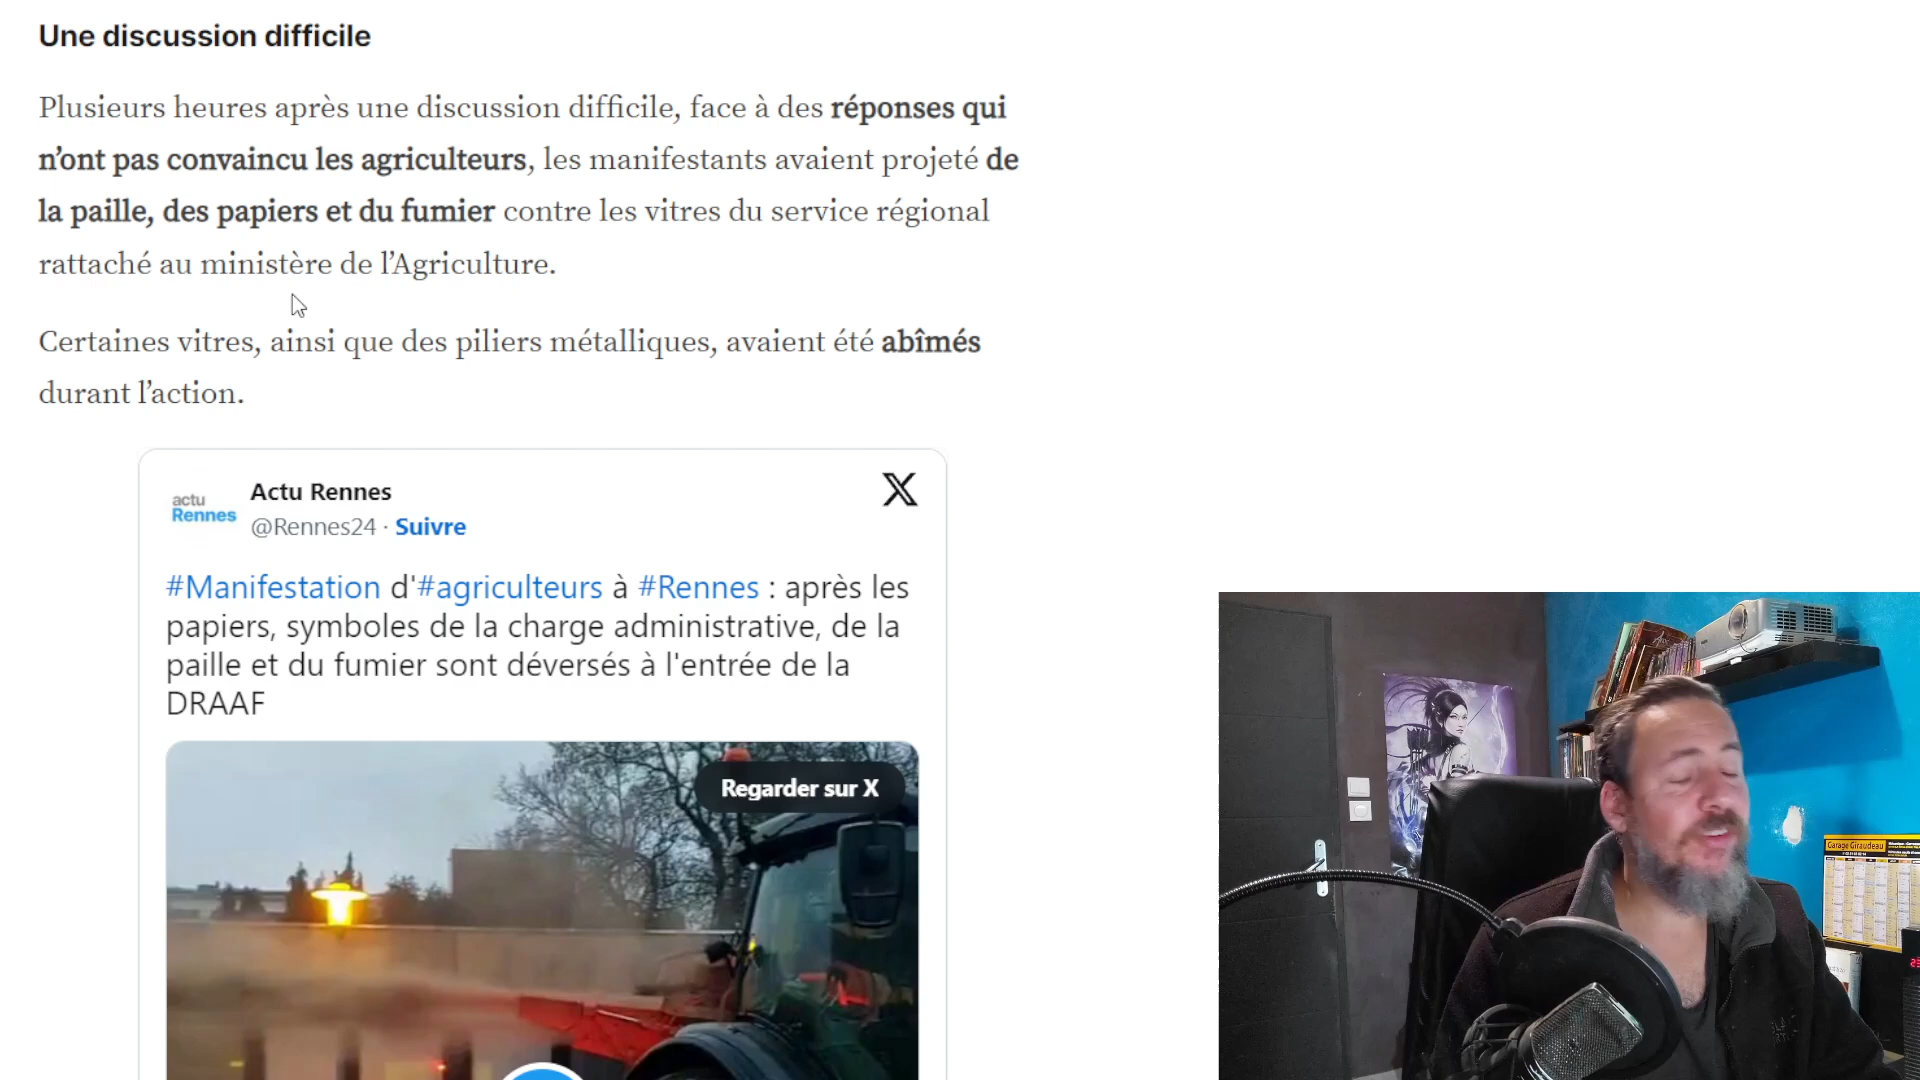 Une discussion difficile
Plusieurs heures après une discussion difficile, face à des réponses qui
n’ont pas convaincu les agriculteurs, les manifestants avaient projeté de
la paille, des papiers et du fumier contre les vitres du service régional
rattaché au ministère de l’Agriculture.
Certaines vitres, ainsi que des piliers métalliques, avaient été abîmés
durant l’action.
actu
Rennes
Actu Rennes
@Rennes24 · Suivre
X
#Manifestation d'#agriculteurs à #Rennes : après les
papiers, symboles de la charge administrative, de la
paille et du fumier sont déversés à l'entrée de la
DRAAF
Regarder sur X
Garage Giraudeau